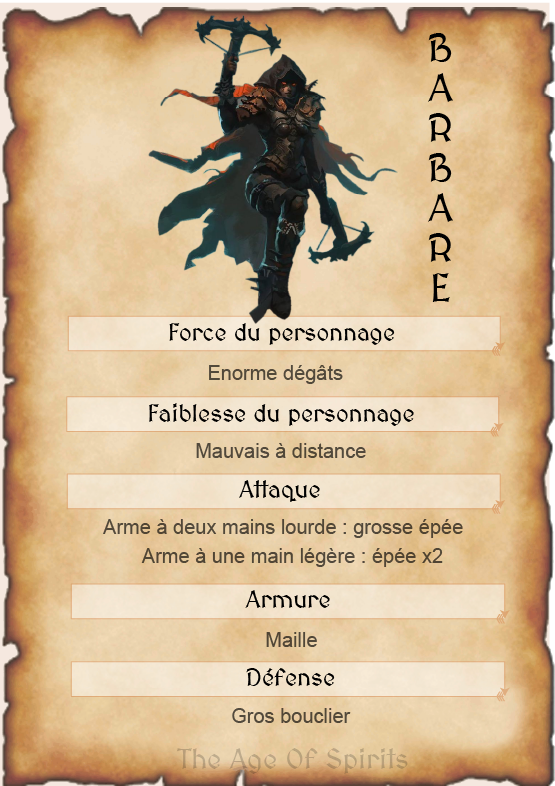 BARBARE
Force du personnage
Enorme dégâts
Faiblesse du personnage
Mauvais à distance
Attaque
Arme à deux mains lourde : grosse épée
Arme à une main légère : épée x2
Armure
Maille
Défense
Gros bouclier
The Age Of Spirits